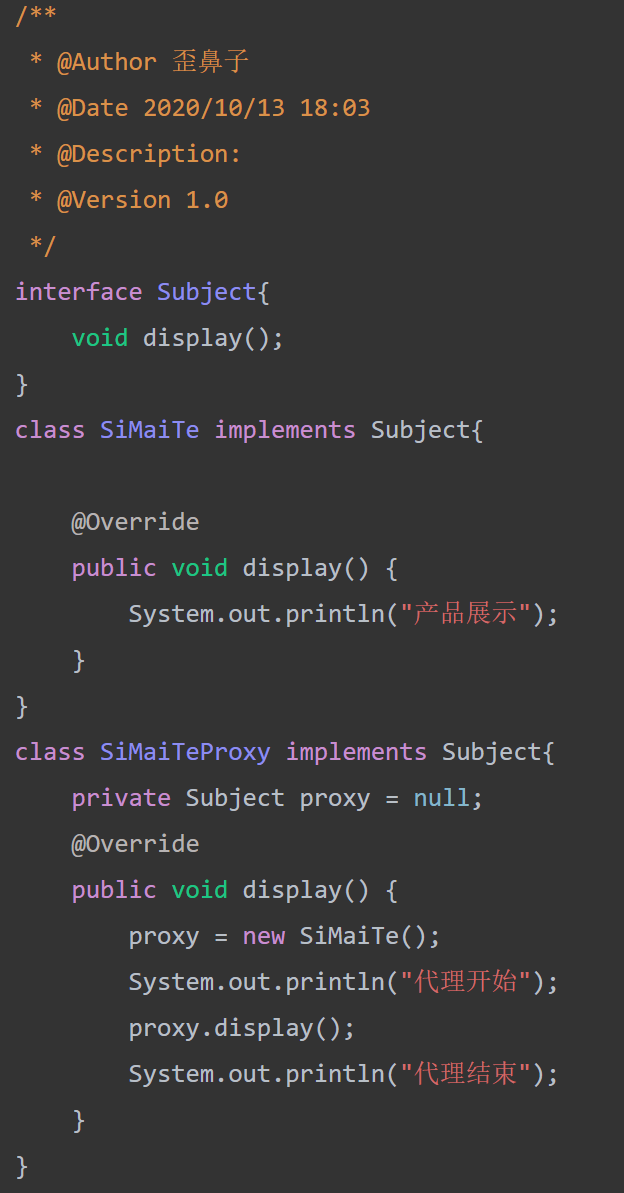 /**
 * @Author 歪鼻子
 * @Date 2020/10/13 18:03
 * @Description:
 * @Version 1.0
 */
interface Subject{
    void display();
}
class SiMaiTe implements Subject{

    @Override
    public void display() {
        System.out.println("产品展示");
    }
}
class SiMaiTeProxy implements Subject{
    private Subject proxy = null;
    @Override
    public void display() {
        proxy = new SiMaiTe();
        System.out.println("代理开始");
        proxy.display();
        System.out.println("代理结束");
    }
}